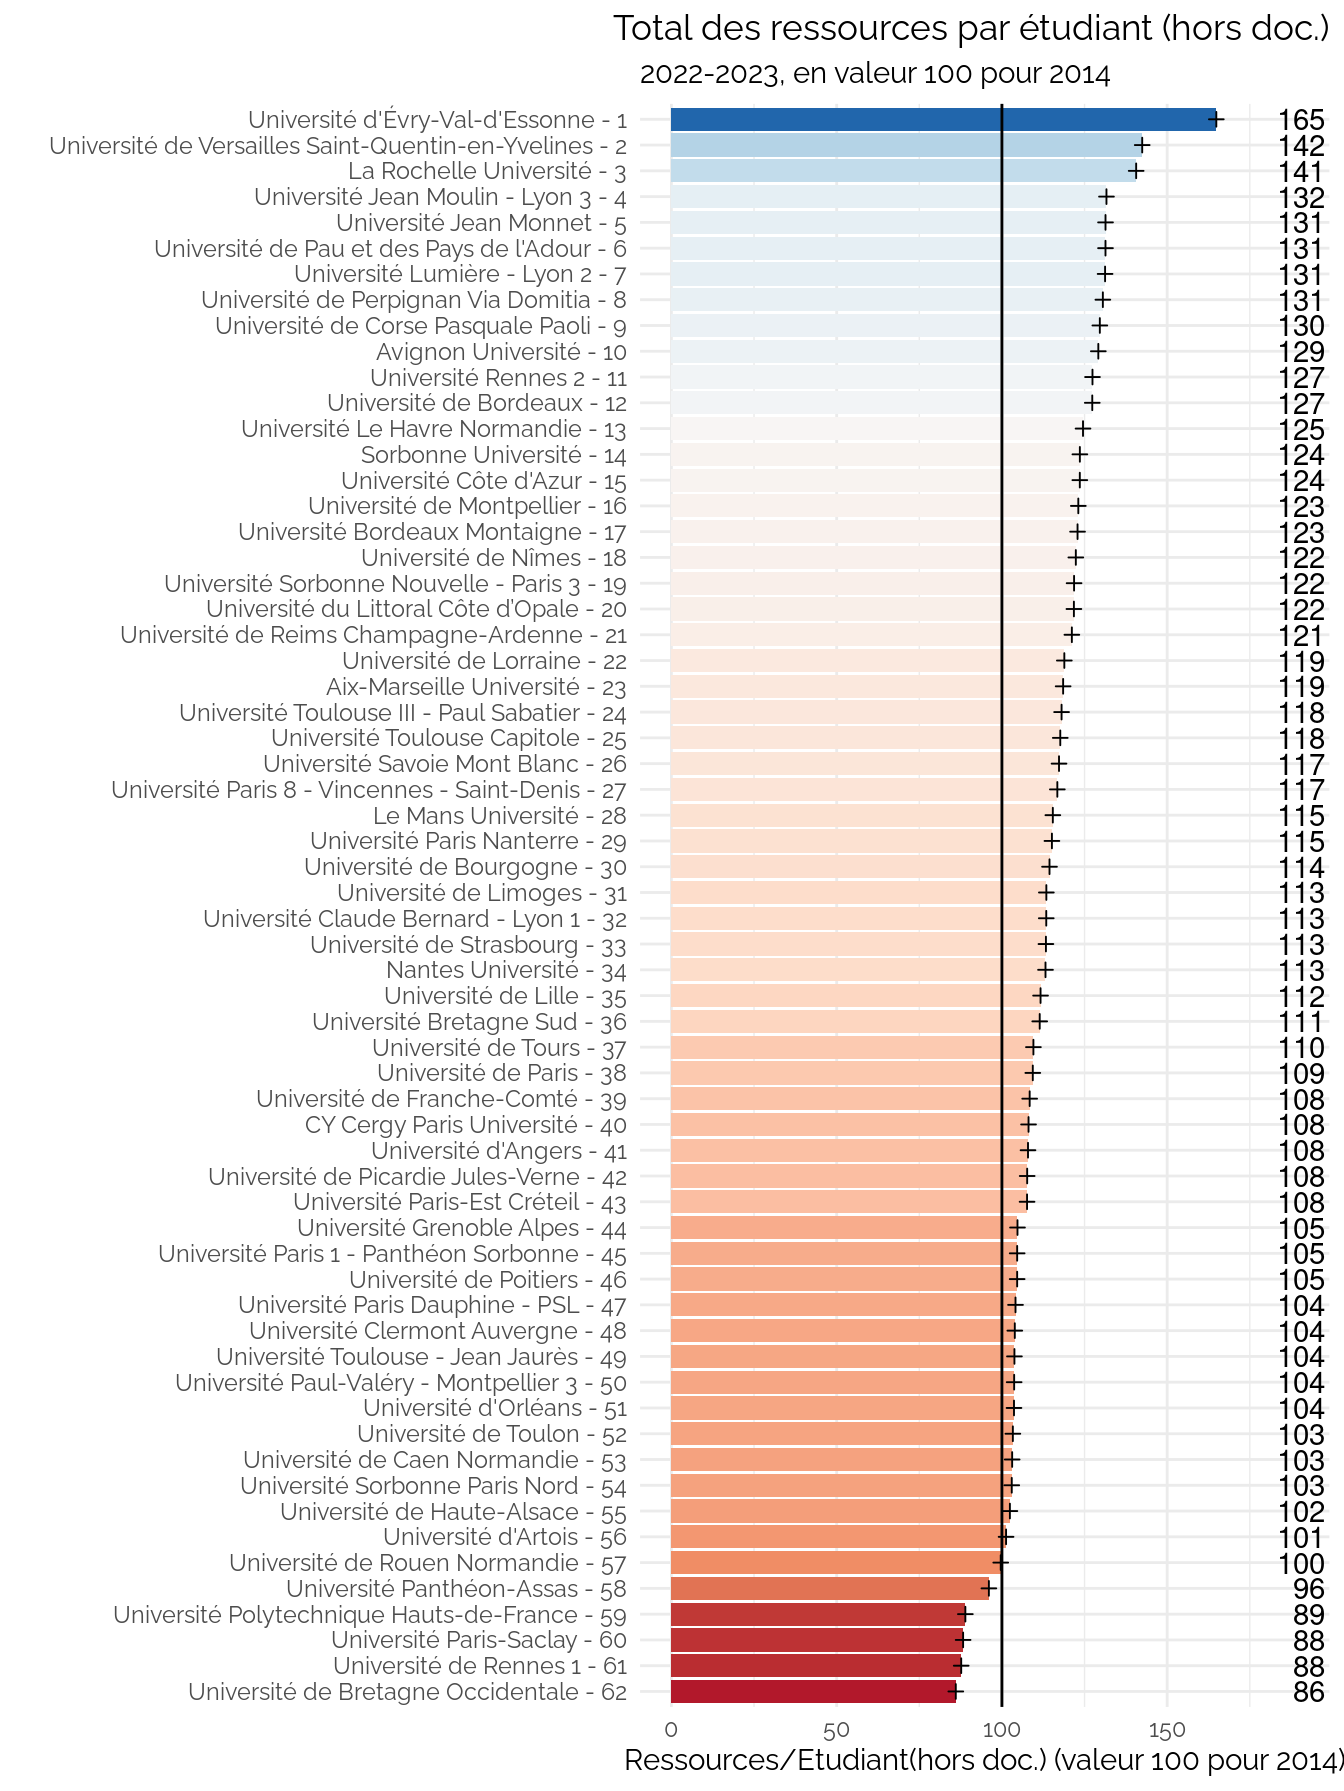 Total des ressources par étudiant (hors doc.)
2022-2023, en valeur 100 pour 2014
Université d'Évry-Val-d'Essonne - 1 165
Université de Versailles Saint-Quentin-en-Yvelines - 2 142
La Rochelle Université - 3 141
Université Jean Moulin - Lyon 3 - 4 132
Université Jean Monnet - 5 131
Université de Pau et des Pays de l'Adour - 6 131
Université Lumière - Lyon 2 - 7 131
Université de Perpignan Via Domitia - 8 131
Université de Corse Pasquale Paoli - 9 130
Avignon Université - 10 129
Université Rennes 2 - 11 127
Université de Bordeaux - 12 127
Université Le Havre Normandie - 13 125
Sorbonne Université - 14 124
Université Côte d'Azur - 15 124
Université de Montpellier - 16 123
Université Bordeaux Montaigne - 17 123
Université de Nîmes - 18 122
Université Sorbonne Nouvelle - Paris 3 - 19 122
Université du Littoral Côte d’Opale - 20 122
Université de Reims Champagne-Ardenne - 21 121
Université de Lorraine - 22 119
Aix-Marseille Université - 23 119
Université Toulouse III - Paul Sabatier - 24 118
Université Toulouse Capitole - 25 118
Université Savoie Mont Blanc - 26 117
Université Paris 8 - Vincennes - Saint-Denis - 27 117
Le Mans Université - 28 115
Université Paris Nanterre - 29 115
Université de Bourgogne - 30 114
Université de Limoges - 31 113
Université Claude Bernard - Lyon 1 - 32 113
Université de Strasbourg - 33 113
Nantes Université - 34 113
Université de Lille - 35 112
Université Bretagne Sud - 36 111
Université de Tours - 37 110
Université de Paris - 38 109
Université de Franche-Comté - 39 108
CY Cergy Paris Université - 40 108
Université d'Angers - 41 108
Université de Picardie Jules-Verne - 42 108
Université Paris-Est Créteil - 43 108
Université Grenoble Alpes - 44 105
Université Paris 1 - Panthéon Sorbonne - 45 105
Université de Poitiers - 46 105
Université Paris Dauphine - PSL - 47 104
Université Clermont Auvergne - 48 104
Université Toulouse - Jean Jaurès - 49 104
Université Paul-Valéry - Montpellier 3 - 50 104
Université d'Orléans - 51 104
Université de Toulon - 52 103
Université de Caen Normandie - 53 103
Université Sorbonne Paris Nord - 54 103
Université de Haute-Alsace - 55 102
Université d'Artois - 56 101
Université de Rouen Normandie - 57 100
Université Panthéon-Assas - 58 96
Université Polytechnique Hauts-de-France - 59 89
Université Paris-Saclay - 60 88
Université de Rennes 1 - 61 88
Université de Bretagne Occidentale - 62 86
0 50 100 150
Ressources/Etudiant(hors doc.) (valeur 100 pour 2014)